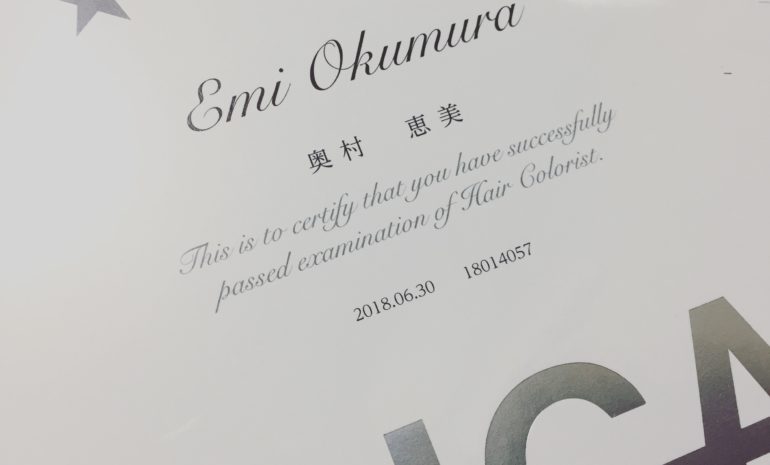 Emi Okumura
奥村 恵美
This is to certify that you have successfully
passed examination of Hair Colorist.
2018.06.30 18014057